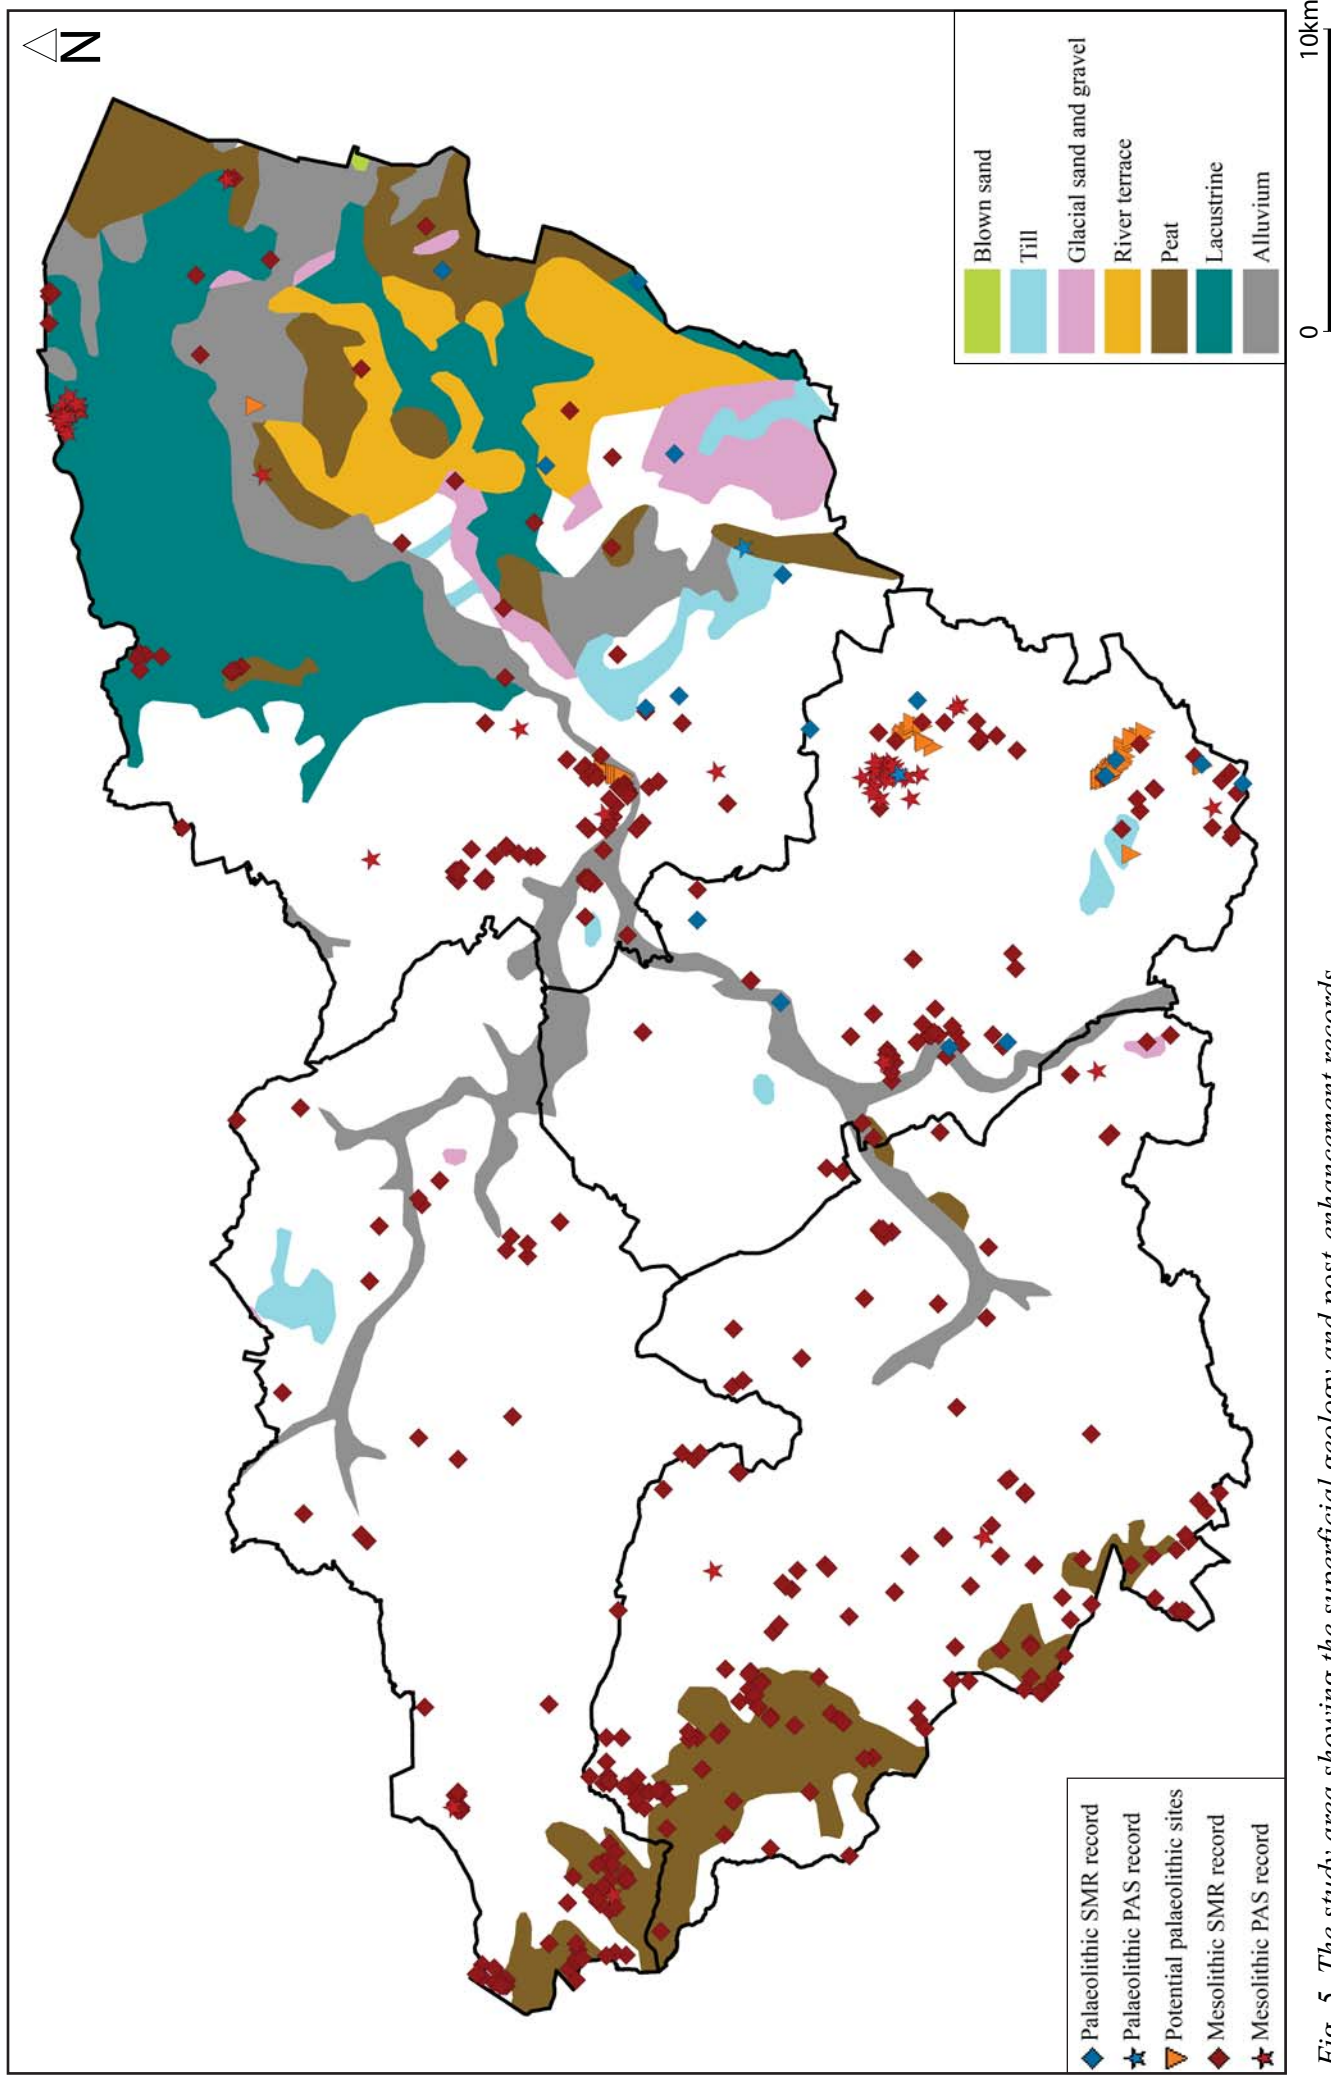 N
Blown sand
Till
Glacial sand and gravel
River terrace
Peat
Lacustrine
Alluvium
Palaeolithic SMR record
Palaeolithic PAS record
Potential palaeolithic sites
Mesolithic SMR record
Mesolithic PAS record
0 10km
Fig. 5 The study area showing the superficial geology and post-enhancement records